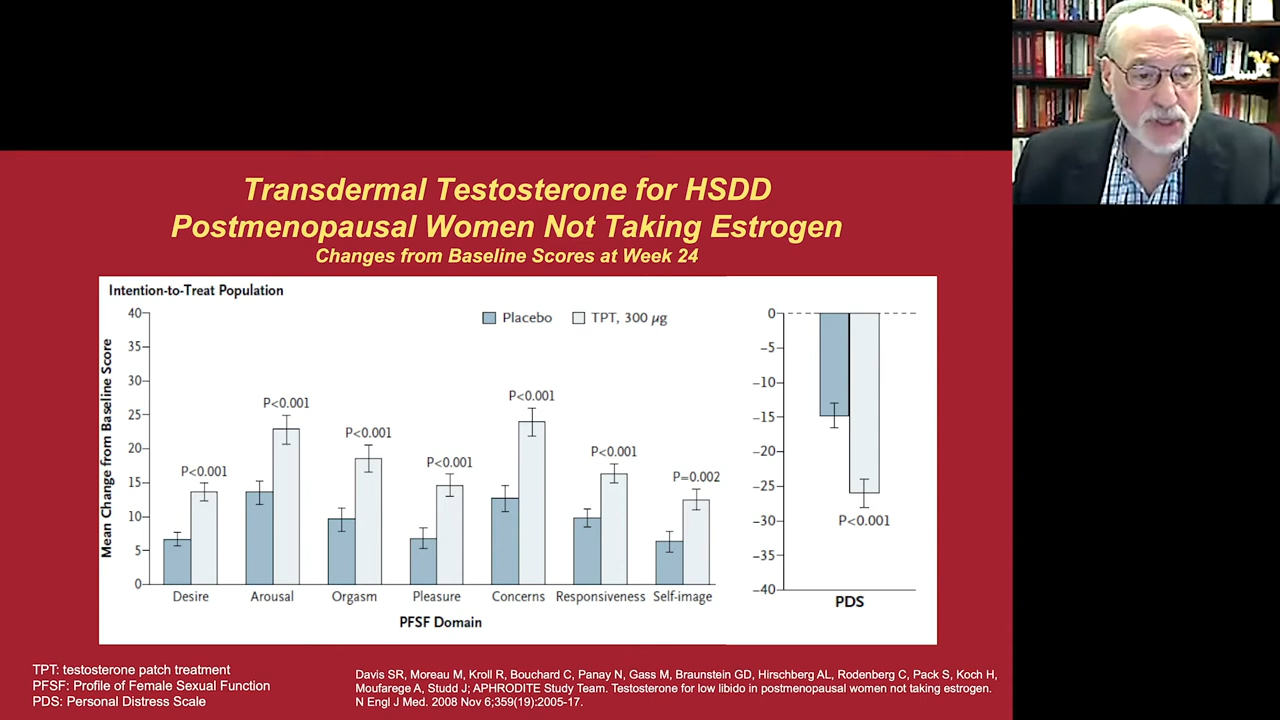 Transdermal Testosterone for HSDD
Postmenopausal Women Not Taking Estrogen
Changes from Baseline Scores at Week 24
Intention-to-Treat Population
Placebo
TPT, 300 µg
Mean Change from Baseline Score
40
35
30
25
20
15
10
5
0
P<0.001
P<0.001
P<0.001
P<0.001
P<0.001
P<0.001
P=0.002
Desire
Arousal
Orgasm
Pleasure
Concerns
Responsiveness
Self-image
PFSF Domain
0
−5
−10
−15
−20
−25
−30
−35
−40
P<0.001
PDS
TPT: testosterone patch treatment
PFSF: Profile of Female Sexual Function
PDS: Personal Distress Scale
Davis SR, Moreau M, Kroll R, Bouchard C, Panay N, Gass M, Braunstein GD, Hirschberg AL, Rodenberg C, Pack S, Koch H,
Moufarege A, Studd J; APHRODITE Study Team. Testosterone for low libido in postmenopausal women not taking estrogen.
N Engl J Med. 2008 Nov 6;359(19):2005-17.